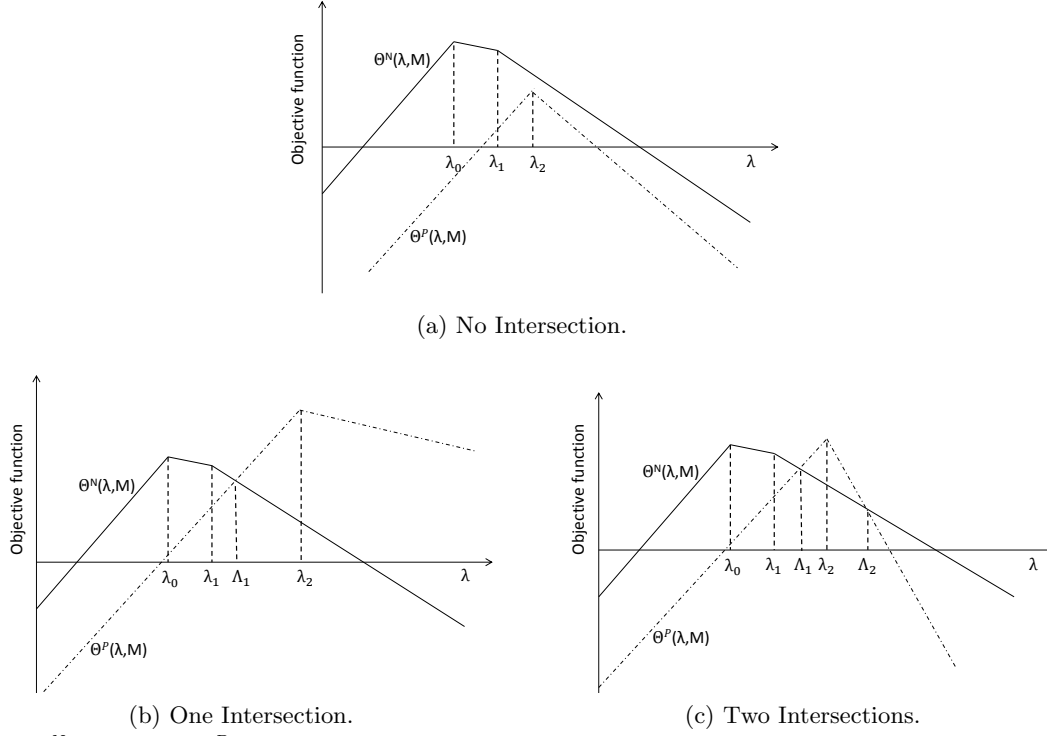 Objective function
Θᴺ(λ,M)
λ₀
λ₁
λ₂
λ
Θᴾ(λ,M)
(a) No Intersection.
Objective function
Θᴺ(λ,M)
λ₀
λ₁
Λ₁
λ₂
λ
Θᴾ(λ,M)
(b) One Intersection.
Objective function
Θᴺ(λ,M)
λ₀
λ₁
Λ₁
λ₂
Λ₂
λ
Θᴾ(λ,M)
(c) Two Intersections.